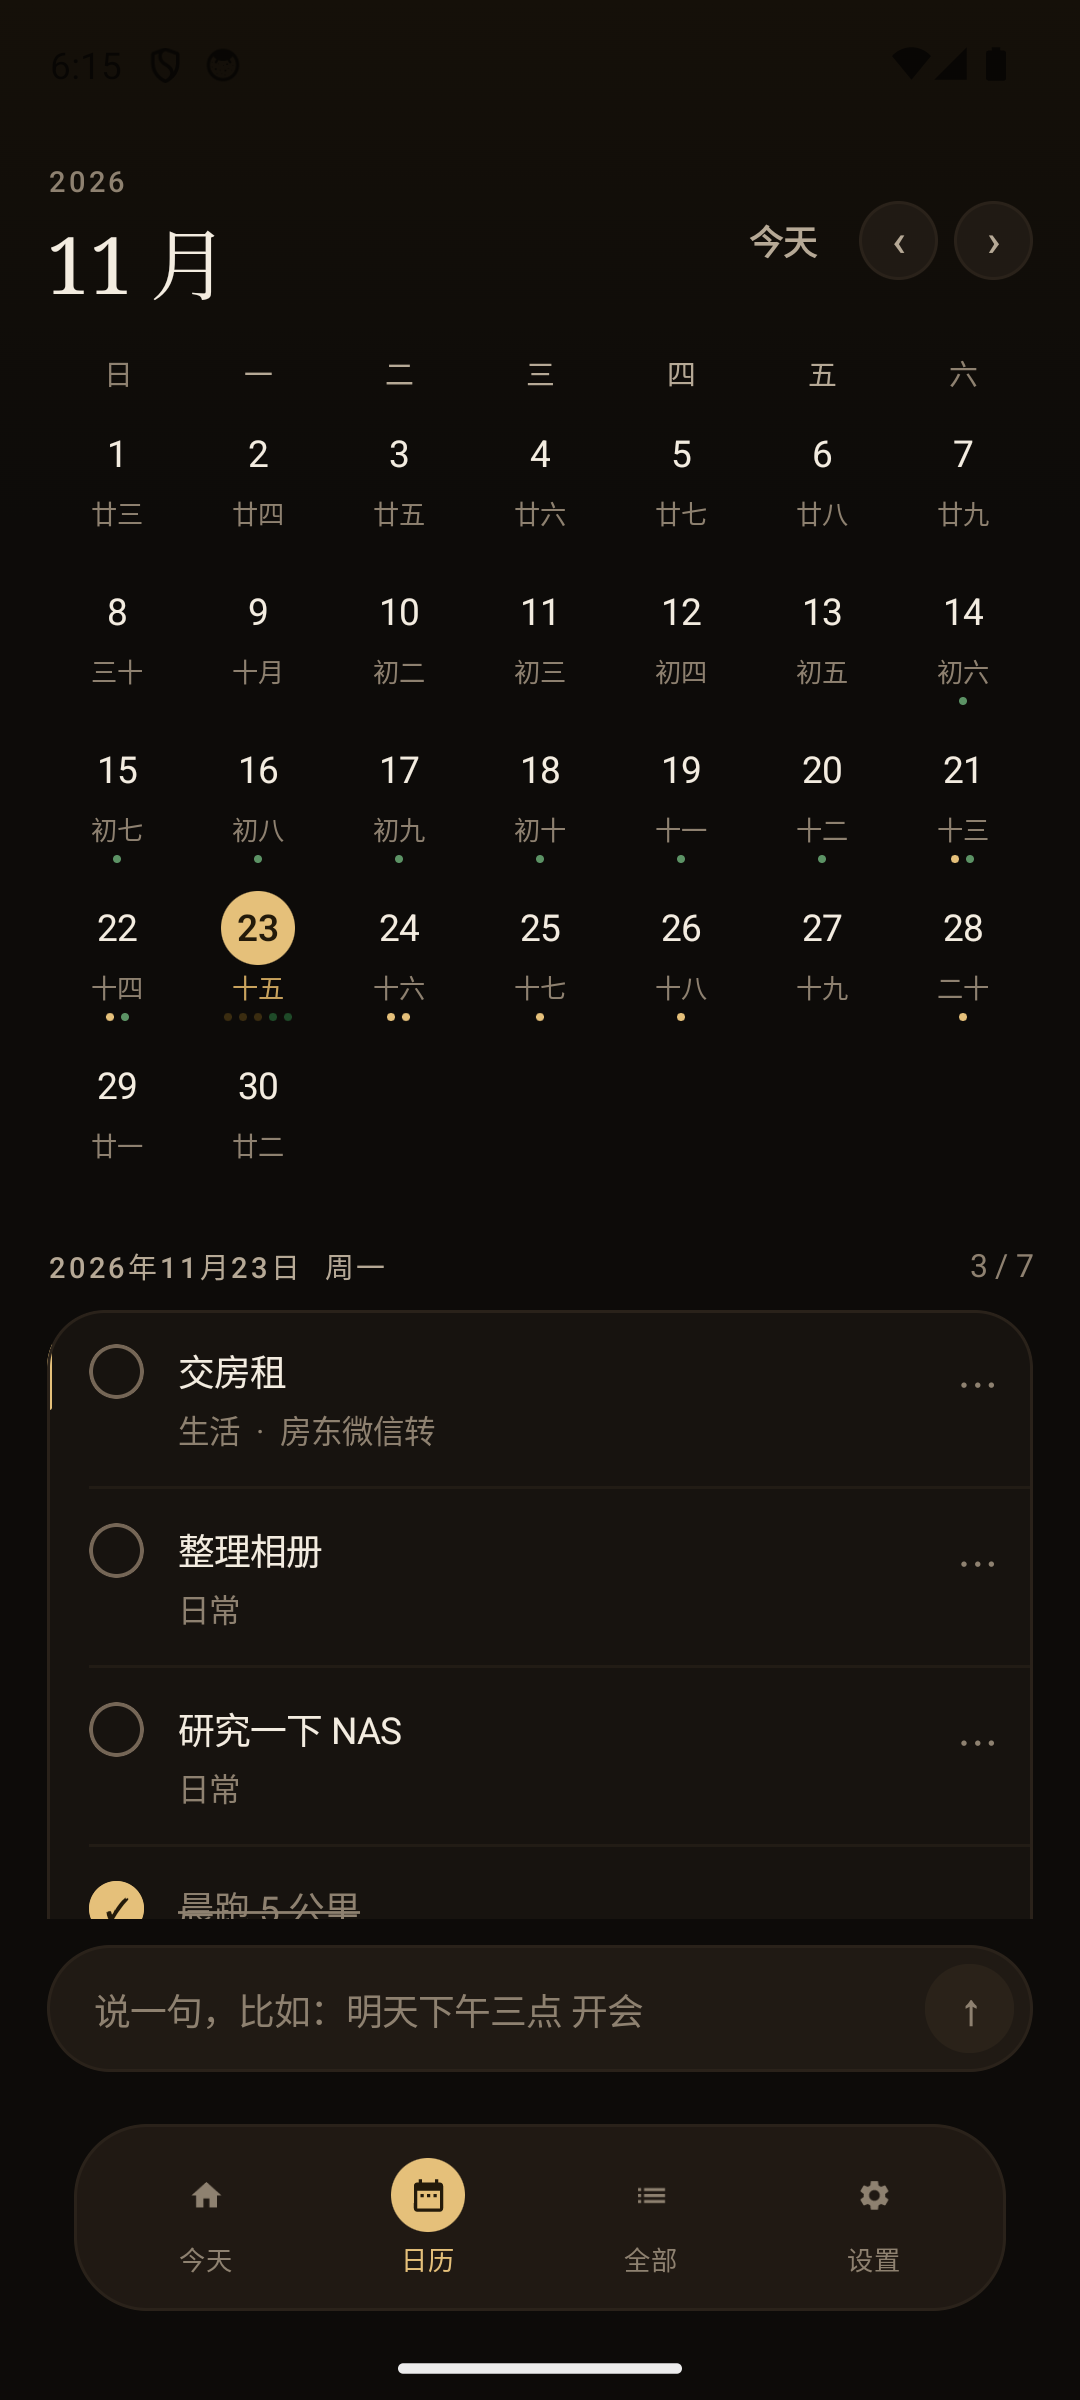 6:15
2026
11 月
今天 ‹ ›
日 一 二 三 四 五 六
1 2 3 4 5 6 7
廿三 廿四 廿五 廿六 廿七 廿八 廿九
8 9 10 11 12 13 14
三十 十月 初二 初三 初四 初五 初六
15 16 17 18 19 20 21
初七 初八 初九 初十 十一 十二 十三
22 23 24 25 26 27 28
十四 十五 十六 十七 十八 十九 二十
29 30
廿一 廿二
2026年11月23日 周一 3 / 7
交房租 ...
生活 · 房东微信转
整理相册 ...
日常
研究一下 NAS ...
日常
晨跑 5 公里
说一句，比如：明天下午三点 开会 ↑
今天 日历 全部 设置